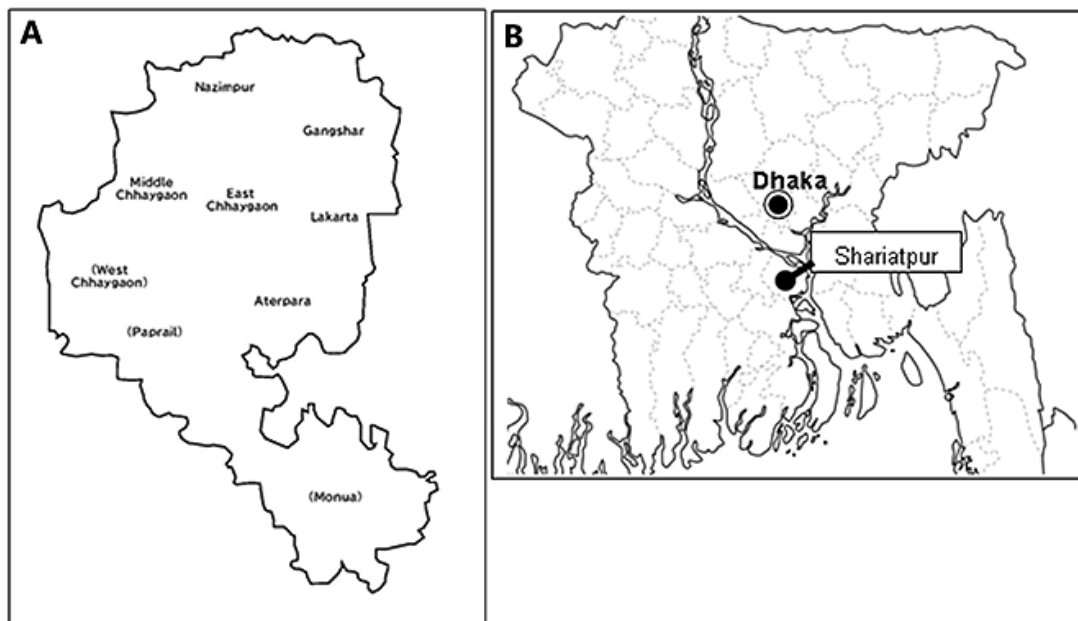 A
Nazimpur
Gangshar
Middle
Chhaygaon
East
Chhaygaon
Lakarta
(West
Chhaygaon)
Aterpara
(Paprail)
(Monua)
B
Dhaka
Shariatpur